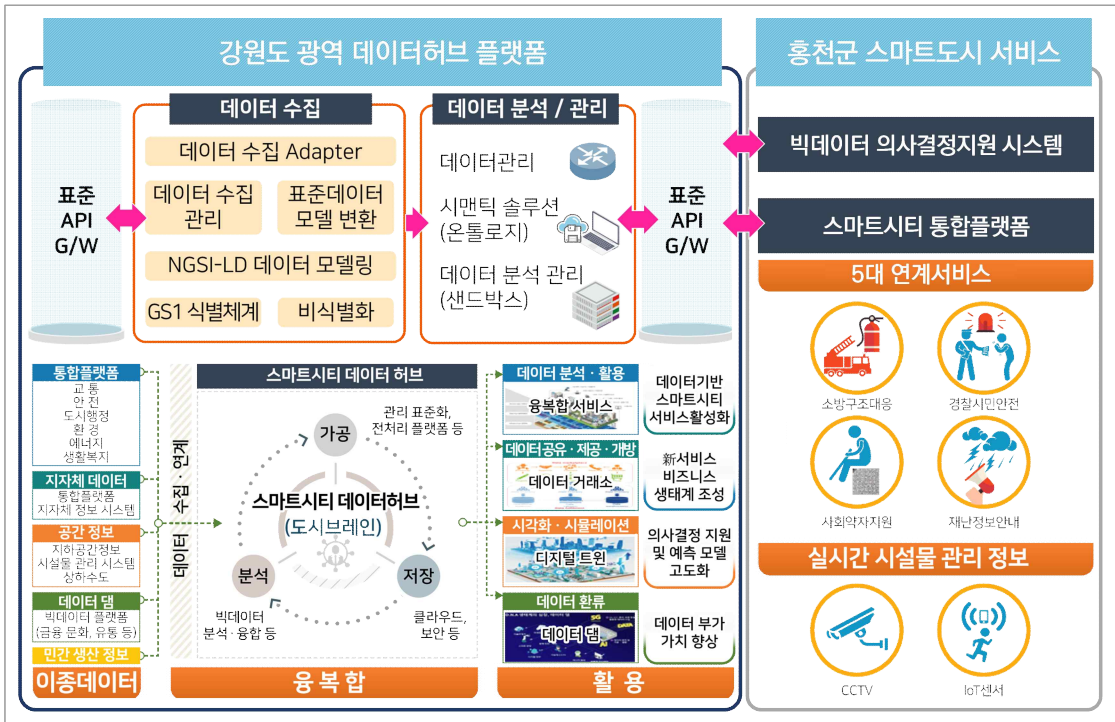 강원도 광역 데이터허브 플랫폼
표준
API
G/W
데이터 수집
데이터 수집 Adapter
데이터 수집
관리
표준데이터
모델 변환
NGSI-LD 데이터 모델링
GS1 식별체계
비식별화
데이터 분석 / 관리
데이터관리
시맨틱 솔루션
(온톨로지)
데이터 분석 관리
(샌드박스)
표준
API
G/W
통합플랫폼
교 통
안 전
도시행정
환 경
에너지
생활복지
지자체 데이터
통합플랫폼
지자체 정보 시스템
공간 정보
지하공간정보
시설물 관리 시스템
상하수도
데이터 댐
빅데이터 플랫폼
(금융 문화, 유통 등)
민간 생산 정보
이종데이터
데이터 수집·연계
스마트시티 데이터 허브
가공
관리 표준화,
전처리 플랫폼 등
스마트시티 데이터허브
(도시브레인)
분석
저장
빅데이터
분석·융합 등
클라우드,
보안 등
융 복 합
데이터 분석·활용
융복합 서비스
데이터기반
스마트시티
서비스활성화
데이터 공유·제공·개방
데이터 거래소
新서비스
비즈니스
생태계 조성
시각화·시뮬레이션
디지털 트윈
의사결정 지원
및 예측 모델
고도화
데이터 환류
5G
데이터 댐
데이터 부가
가치 향상
활 용
홍천군 스마트도시 서비스
빅데이터 의사결정지원 시스템
스마트시티 통합플랫폼
5대 연계서비스
소방구조대응
경찰시민안전
사회약자지원
재난정보안내
실시간 시설물 관리 정보
CCTV
IoT센서